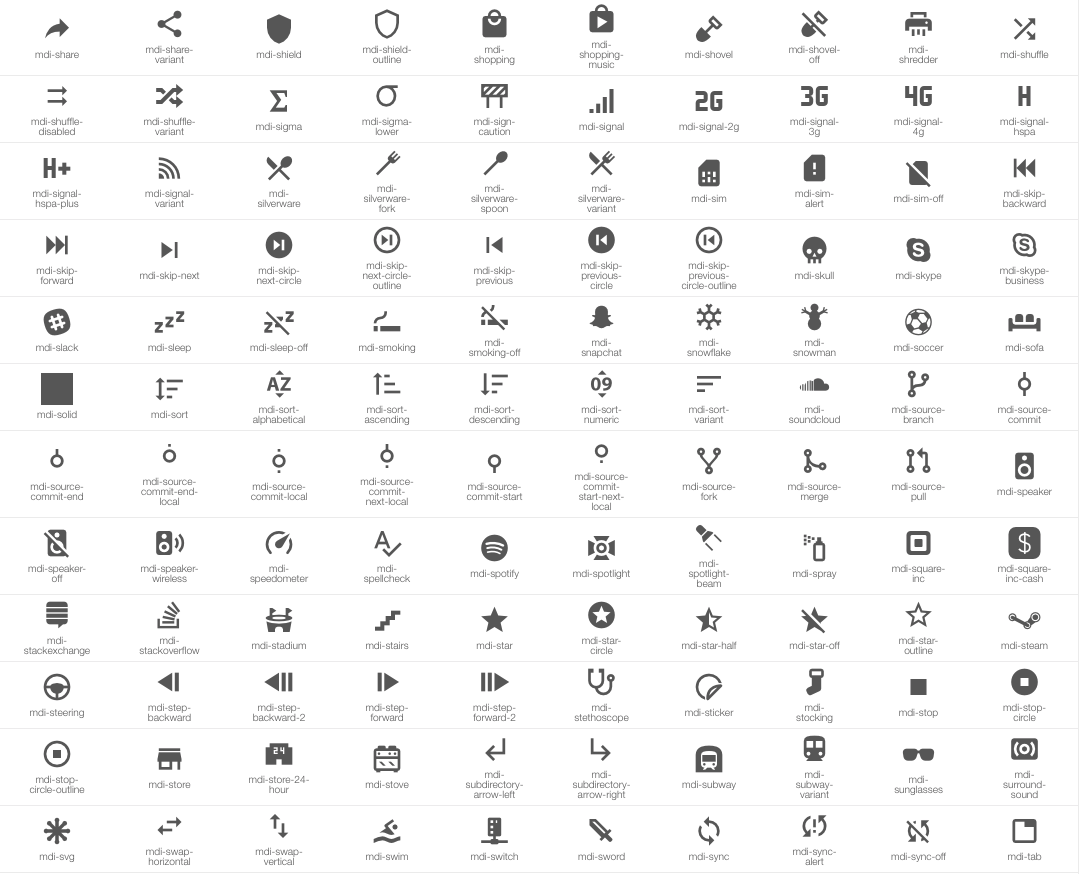 mdi-share
mdi-share-
variant
mdi-shield
mdi-shield-
outline
mdi-
shopping
mdi-
shopping-
music
mdi-shovel
mdi-shovel-
off
mdi-
shredder
mdi-shuffle
mdi-shuffle-
disabled
mdi-shuffle-
variant
Σ
mdi-sigma
σ
mdi-sigma-
lower
mdi-sign-
caution
mdi-signal
2G
mdi-signal-2g
3G
mdi-signal-
3g
4G
mdi-signal-
4g
H
mdi-signal-
hspa
H+
mdi-signal-
hspa-plus
mdi-signal-
variant
mdi-
silverware
mdi-
silverware-
fork
mdi-
silverware-
spoon
mdi-
silverware-
variant
mdi-sim
mdi-sim-
alert
mdi-sim-off
mdi-skip-
backward
mdi-skip-
forward
mdi-skip-next
mdi-skip-
next-circle
mdi-skip-
next-circle-
outline
mdi-skip-
previous
mdi-skip-
previous-
circle
mdi-skip-
previous-
circle-outline
mdi-skull
S
mdi-skype
S
mdi-skype-
business
mdi-slack
zzZ
mdi-sleep
zzZ
mdi-sleep-off
mdi-smoking
mdi-
smoking-off
mdi-
snapchat
mdi-
snowflake
mdi-
snowman
mdi-soccer
mdi-sofa
mdi-solid
mdi-sort
AZ
mdi-sort-
alphabetical
mdi-sort-
ascending
mdi-sort-
descending
09
mdi-sort-
numeric
mdi-sort-
variant
mdi-
soundcloud
mdi-source-
branch
mdi-source-
commit
mdi-source-
commit-end
mdi-source-
commit-end-
local
mdi-source-
commit-local
mdi-source-
commit-
next-local
mdi-source-
commit-start
mdi-source-
commit-
start-next-
local
mdi-source-
fork
mdi-source-
merge
mdi-source-
pull
mdi-speaker
mdi-speaker-
off
mdi-speaker-
wireless
mdi-
speedometer
A
mdi-
spellcheck
mdi-spotify
mdi-spotlight
mdi-
spotlight-
beam
mdi-spray
mdi-square-
inc
$
mdi-square-
inc-cash
mdi-
stackexchange
mdi-
stackoverflow
mdi-stadium
mdi-stairs
mdi-star
mdi-star-
circle
mdi-star-half
mdi-star-off
mdi-star-
outline
mdi-steam
mdi-steering
mdi-step-
backward
mdi-step-
backward-2
mdi-step-
forward
mdi-step-
forward-2
mdi-
stethoscope
mdi-sticker
mdi-
stocking
mdi-stop
mdi-stop-
circle
mdi-stop-
circle-outline
mdi-store
24
mdi-store-24-
hour
mdi-stove
mdi-
subdirectory-
arrow-left
mdi-
subdirectory-
arrow-right
mdi-subway
mdi-
subway-
variant
mdi-
sunglasses
mdi-
surround-
sound
mdi-svg
mdi-swap-
horizontal
mdi-swap-
vertical
mdi-swim
mdi-switch
mdi-sword
mdi-sync
mdi-sync-
alert
mdi-sync-off
mdi-tab